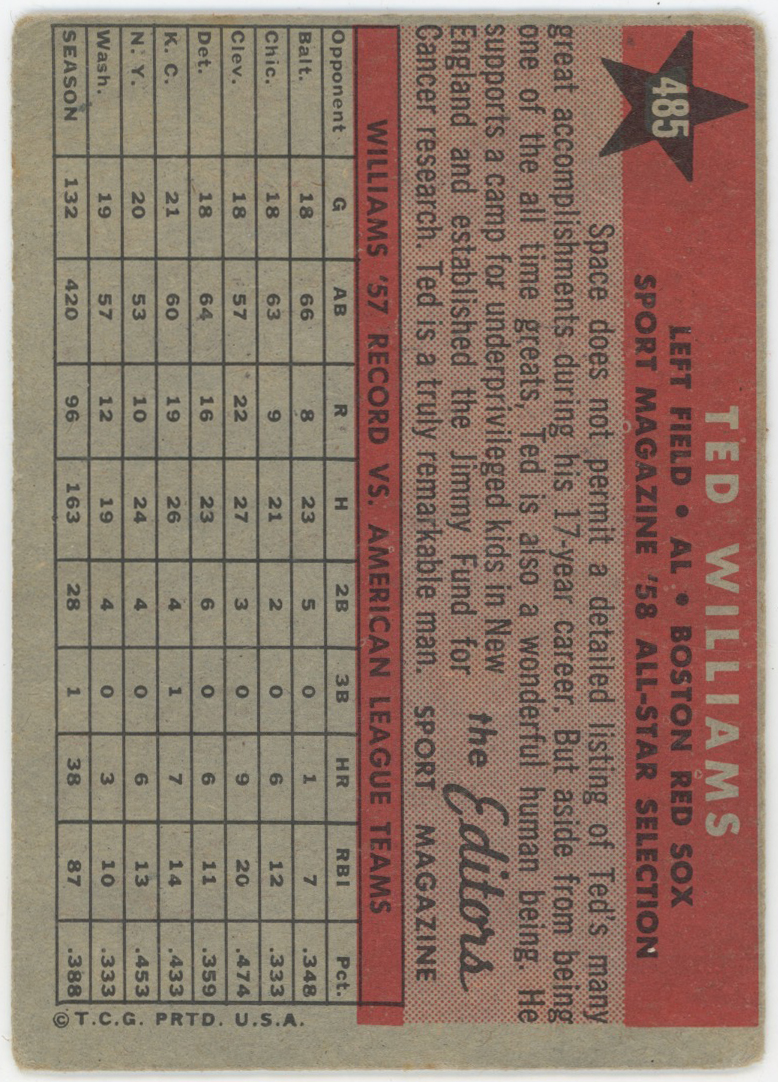 485
TED WILLIAMS
LEFT FIELD • AL • BOSTON RED SOX
SPORT MAGAZINE '58 ALL-STAR SELECTION
Space does not permit a detailed listing of Ted's many
great accomplishments during his 17-year career. But aside from being
one of the all time greats, Ted is also a wonderful human being. He
supports a camp for underprivileged kids in New
England and established the Jimmy Fund for
Cancer research. Ted is a truly remarkable man.
the Editors
SPORT MAGAZINE
WILLIAMS '57 RECORD VS. AMERICAN LEAGUE TEAMS
Opponent G AB R H 2B 3B HR RBI Pct.
Balt. 18 66 8 23 5 0 1 7 .348
Chic. 18 63 9 21 2 0 6 12 .333
Clev. 18 57 22 27 3 0 9 20 .474
Det. 18 64 16 23 6 0 6 11 .359
K. C. 21 60 19 26 4 1 7 14 .433
N. Y. 20 53 10 24 4 0 6 13 .453
Wash. 19 57 12 19 4 0 3 10 .333
SEASON 132 420 96 163 28 1 38 87 .388
© T.C.G. PRTD. U.S.A.